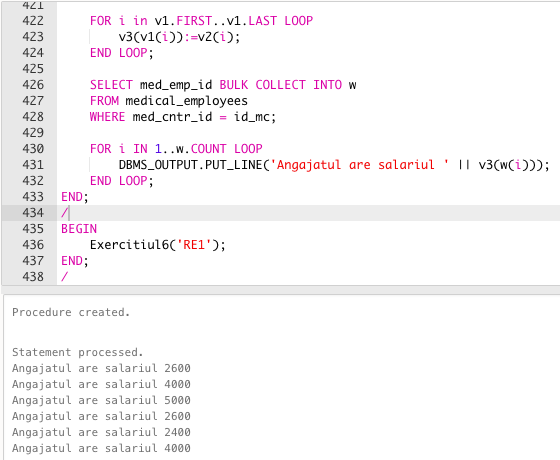 421
422 FOR i in v1.FIRST..v1.LAST LOOP
423 v3(v1(i)):=v2(i);
424 END LOOP;
425
426 SELECT med_emp_id BULK COLLECT INTO w
427 FROM medical_employees
428 WHERE med_cntr_id = id_mc;
429
430 FOR i IN 1..w.COUNT LOOP
431 DBMS_OUTPUT.PUT_LINE('Angajatul are salariul ' || v3(w(i)));
432 END LOOP;
433 END;
434 /
435 BEGIN
436 Exercitiul6('RE1');
437 END;
438 /
Procedure created.
Statement processed.
Angajatul are salariul 2600
Angajatul are salariul 4000
Angajatul are salariul 5000
Angajatul are salariul 2600
Angajatul are salariul 2400
Angajatul are salariul 4000